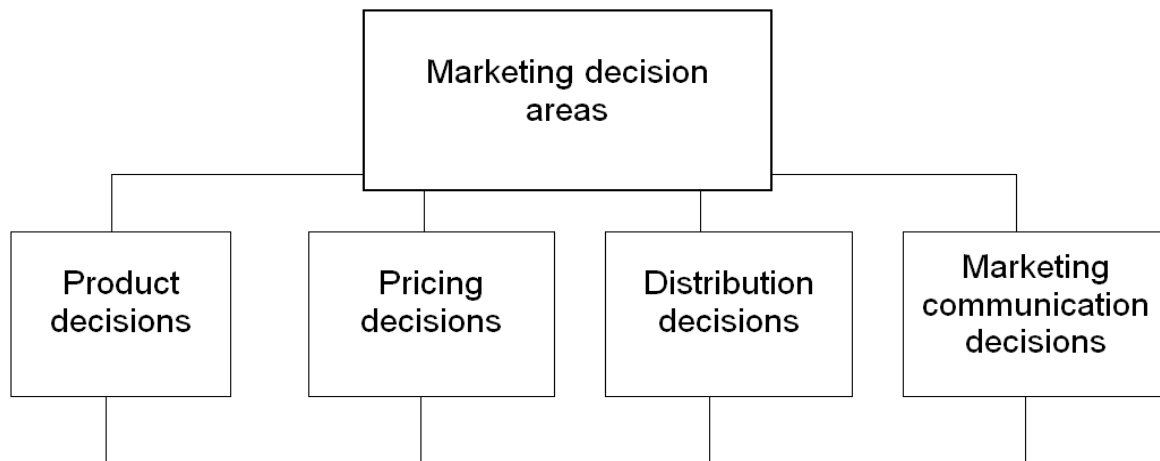 Marketing decision
areas
Product
decisions
Pricing
decisions
Distribution
decisions
Marketing
communication
decisions